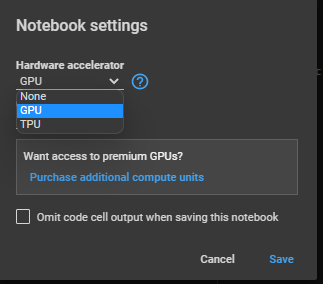 Notebook settings
Hardware accelerator
GPU
None
GPU
TPU
Want access to premium GPUs?
Purchase additional compute units
Omit code cell output when saving this notebook
Cancel Save